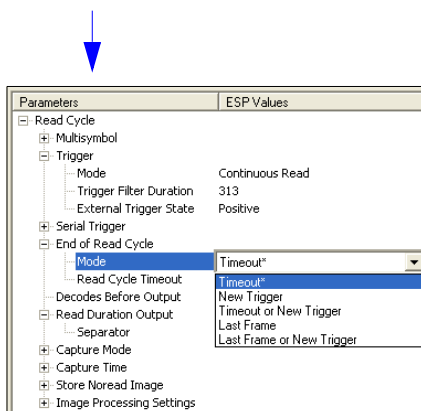 Parameters ESP Values
Read Cycle
Multisymbol
Trigger
Mode Continuous Read
Trigger Filter Duration 313
External Trigger State Positive
Serial Trigger
End of Read Cycle
Mode Timeout*
Read Cycle Timeout Timeout*
New Trigger
Decodes Before Output Timeout or New Trigger
Read Duration Output Last Frame
Separator Last Frame or New Trigger
Capture Mode
Capture Time
Store Noread Image
Image Processing Settings